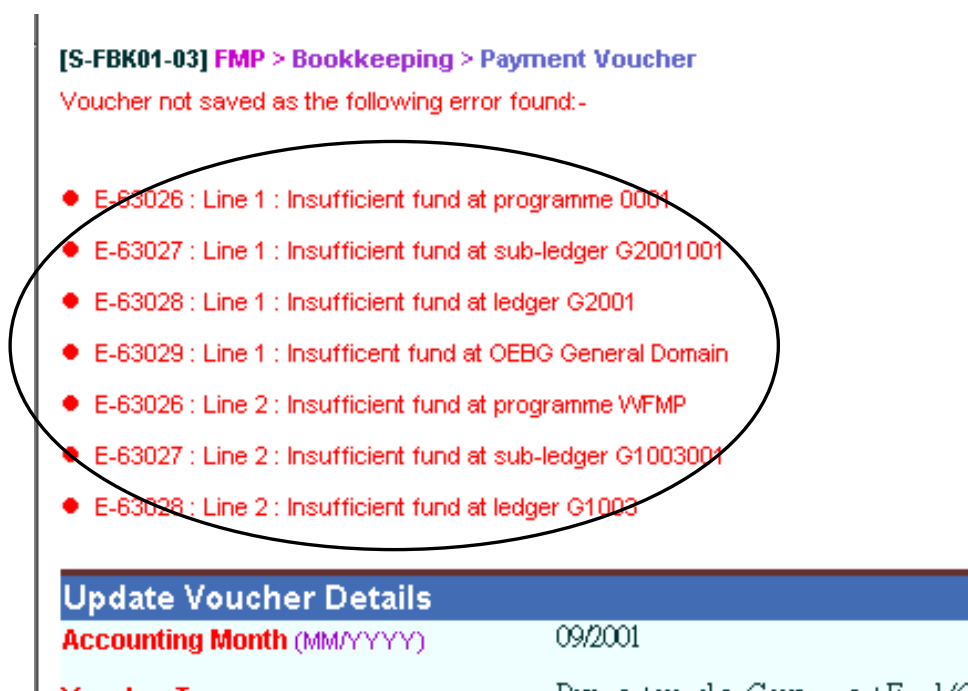 [S-FBK01-03] FMP > Bookkeeping > Payment Voucher
Voucher not saved as the following error found:-
E-63026 : Line 1 : Insufficient fund at programme 0001
E-63027 : Line 1 : Insufficient fund at sub-ledger G2001001
E-63028 : Line 1 : Insufficient fund at ledger G2001
E-63029 : Line 1 : Insufficent fund at OEBG General Domain
E-63026 : Line 2 : Insufficient fund at programme WFMP
E-63027 : Line 2 : Insufficient fund at sub-ledger G1003001
E-63028 : Line 2 : Insufficient fund at ledger G1003
Update Voucher Details
Accounting Month (MM/YYYY) 09/2001